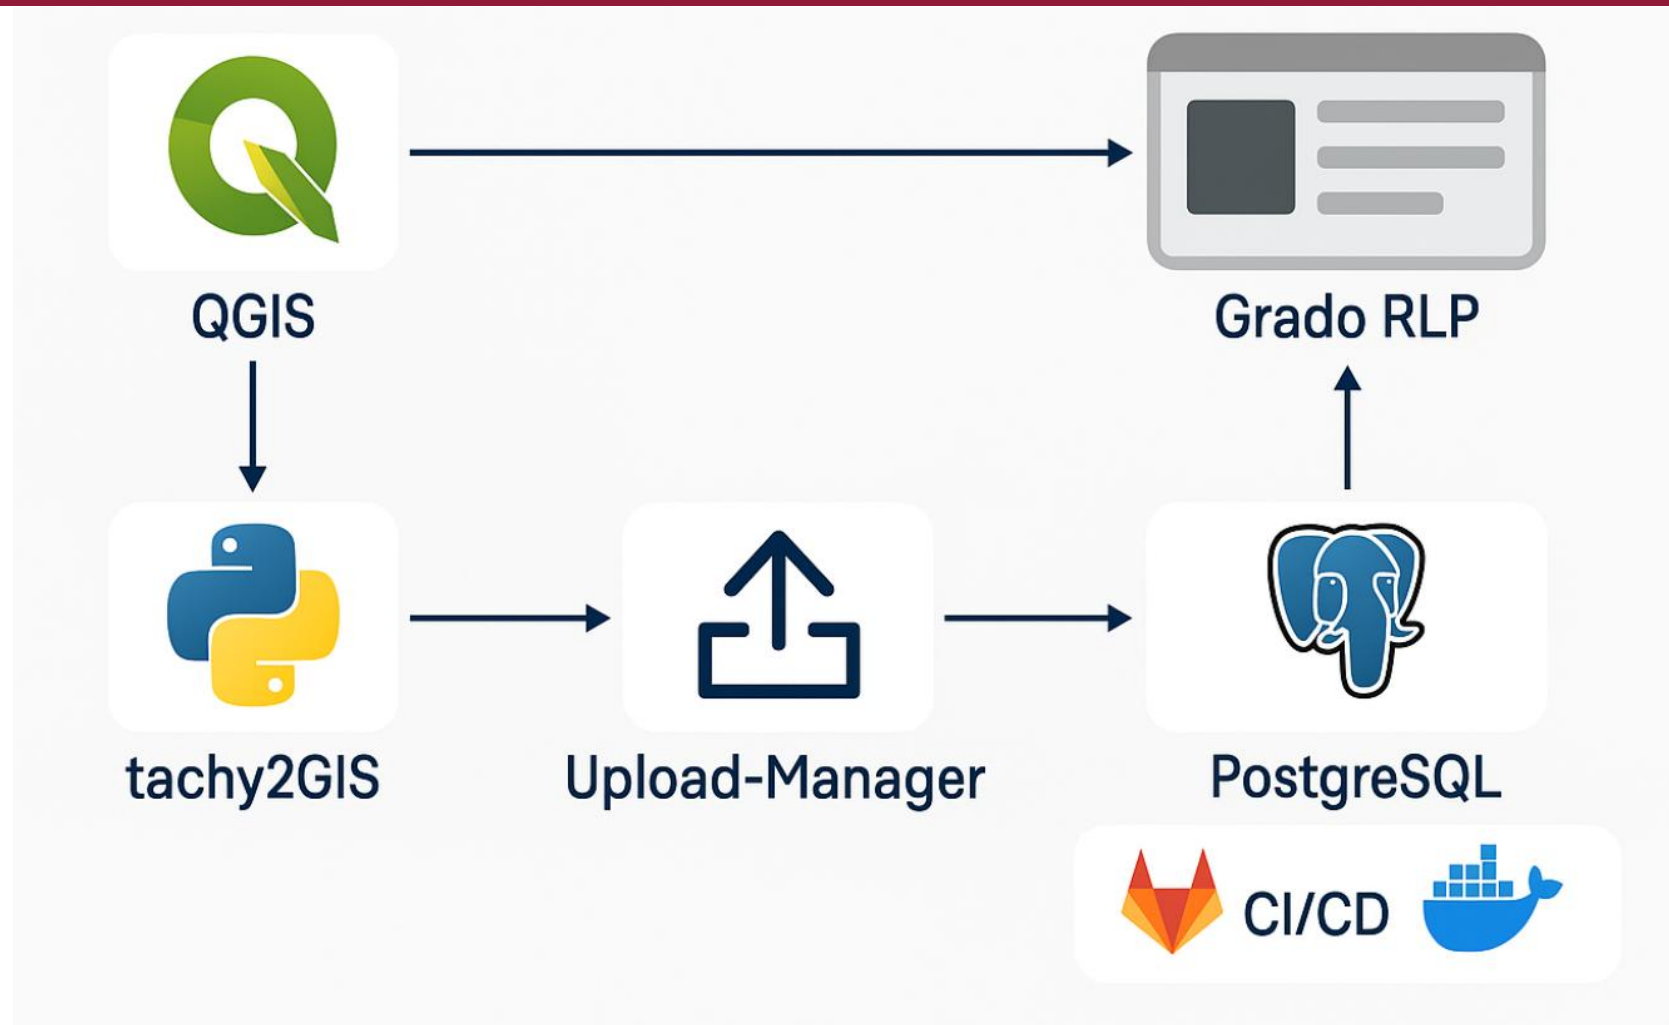 QGIS
Grado RLP
tachy2GIS
Upload-Manager
PostgreSQL
CI/CD